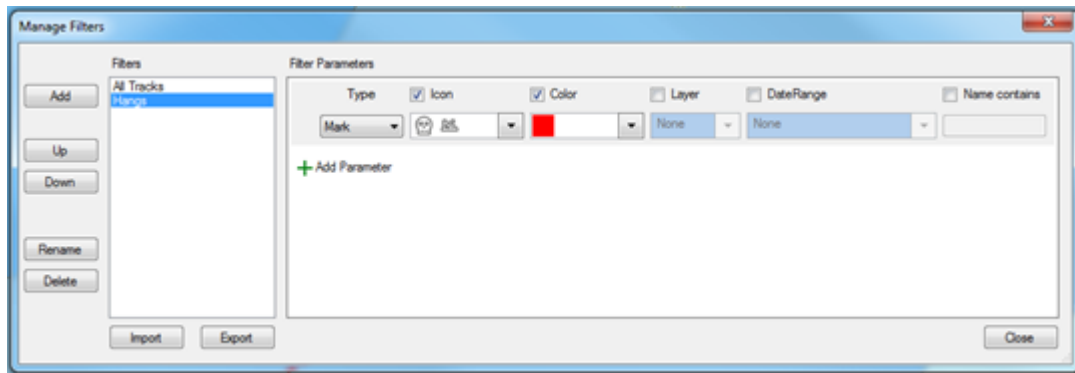 Manage Filters
Filters
Filter Parameters
Add
Up
Down
Rename
Delete
All Tracks
Hangs
Import
Export
Type Icon Color Layer DateRange Name contains
Mark None None
Add Parameter
Close